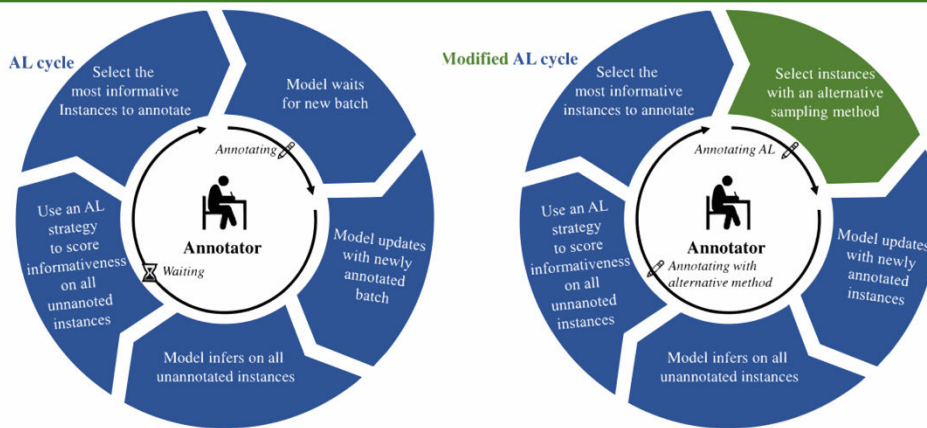 AL cycle
Select the
most informative
Instances to annotate
Model waits
for new batch
Annotating
Use an AL
strategy
to score
informativeness
on all
unnanoted
instances
Annotator
Waiting
Model updates
with newly
annotated
batch
Model infers on all
unannotated instances
Modified AL cycle
Select the
most informative
instances to annotate
Select instances
with an alternative
sampling method
Annotating AL
Use an AL
strategy
to score
informativeness
on all
unnanoted
instances
Annotator
Annotating with
alternative method
Model updates
with newly
annotated
instances
Model infers on all
unannotated instances